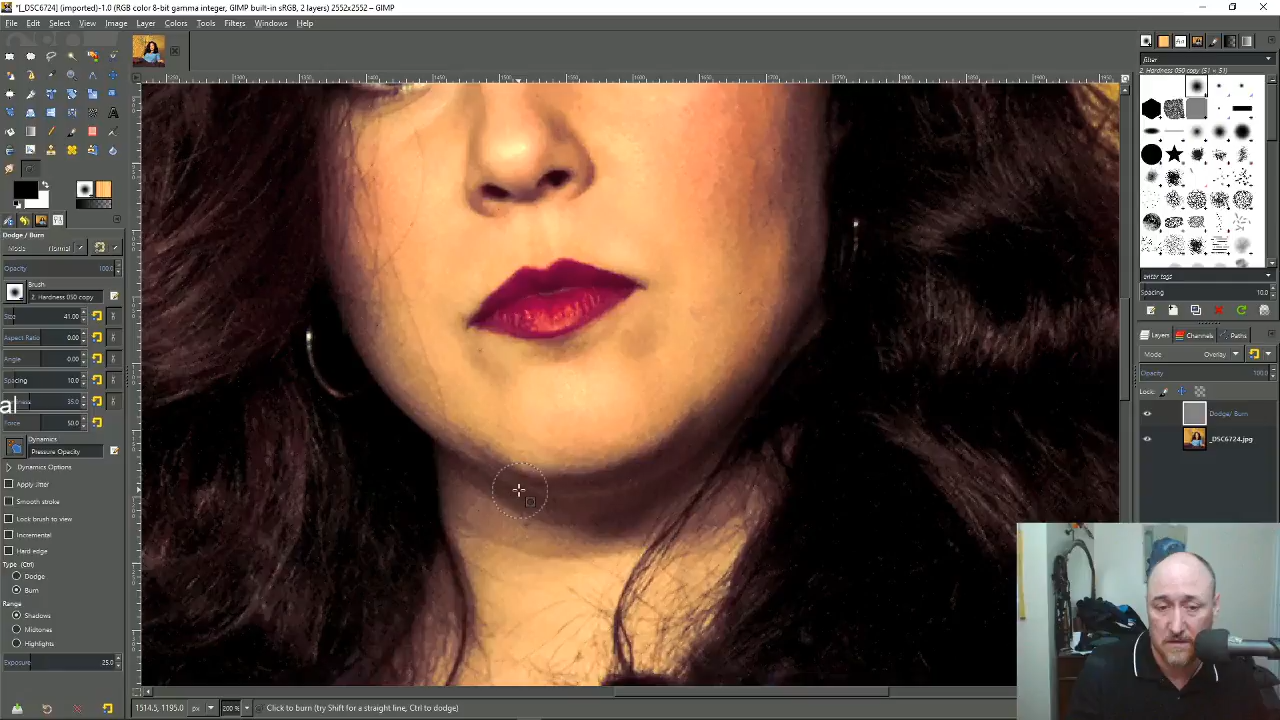 *[_DSC6724] (imported)-1.0 (RGB color 8-bit gamma integer, GIMP built-in sRGB, 2 layers) 2552x2552 – GIMP
File Edit Select View Image Layer Colors Tools Filters Windows Help
filter
2. Hardness 050 copy (51 × 51)
Dodge / Burn
Mode Normal
Opacity 100.0
Brush
2. Hardness 050 copy
Size 41.00
Aspect Ratio 0.00
Angle 0.00
Spacing 10.0
al
35.0
Force 50.0
Dynamics
Pressure Opacity
Dynamics Options
Apply Jitter
Smooth stroke
Lock brush to view
Incremental
Hard edge
Type (Ctrl)
Dodge
Burn
Range
Shadows
Midtones
Highlights
Exposure 25.0
enter tags
Spacing 10.0
Layers Channels Paths
Mode Overlay
Opacity 100.0
Lock:
Dodge/ Burn
_DSC6724.jpg
1514.5, 1195.0 px 200 % Click to burn (try Shift for a straight line, Ctrl to dodge)